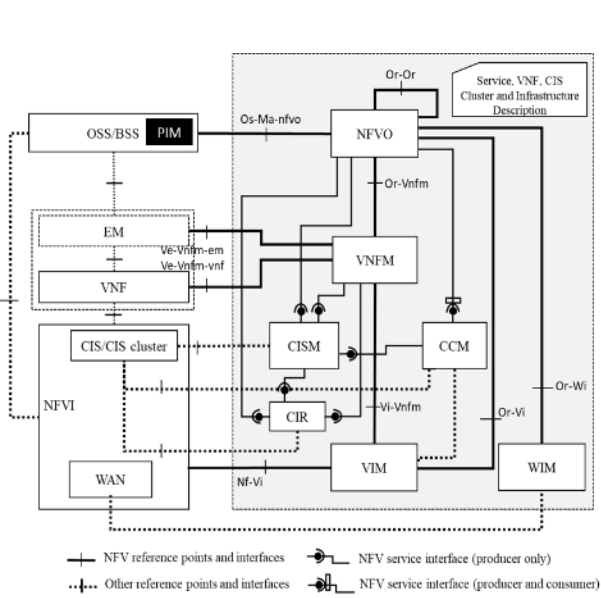 Or-Or
Service, VNF, CIS
Cluster and Infrastructure
Description
OSS/BSS
PIM
Os-Ma-nfvo
NFVO
Or-Vnfm
EM
Ve-Vnfm-em
Ve-Vnfm-vnf
VNFM
VNF
CIS/CIS cluster
CISM
CCM
NFVI
CIR
Vi-Vnfm
Or-Vi
Or-Wi
WAN
Nf-Vi
VIM
WIM
NFV reference points and interfaces
NFV service interface (producer only)
Other reference points and interfaces
NFV service interface (producer and consumer)